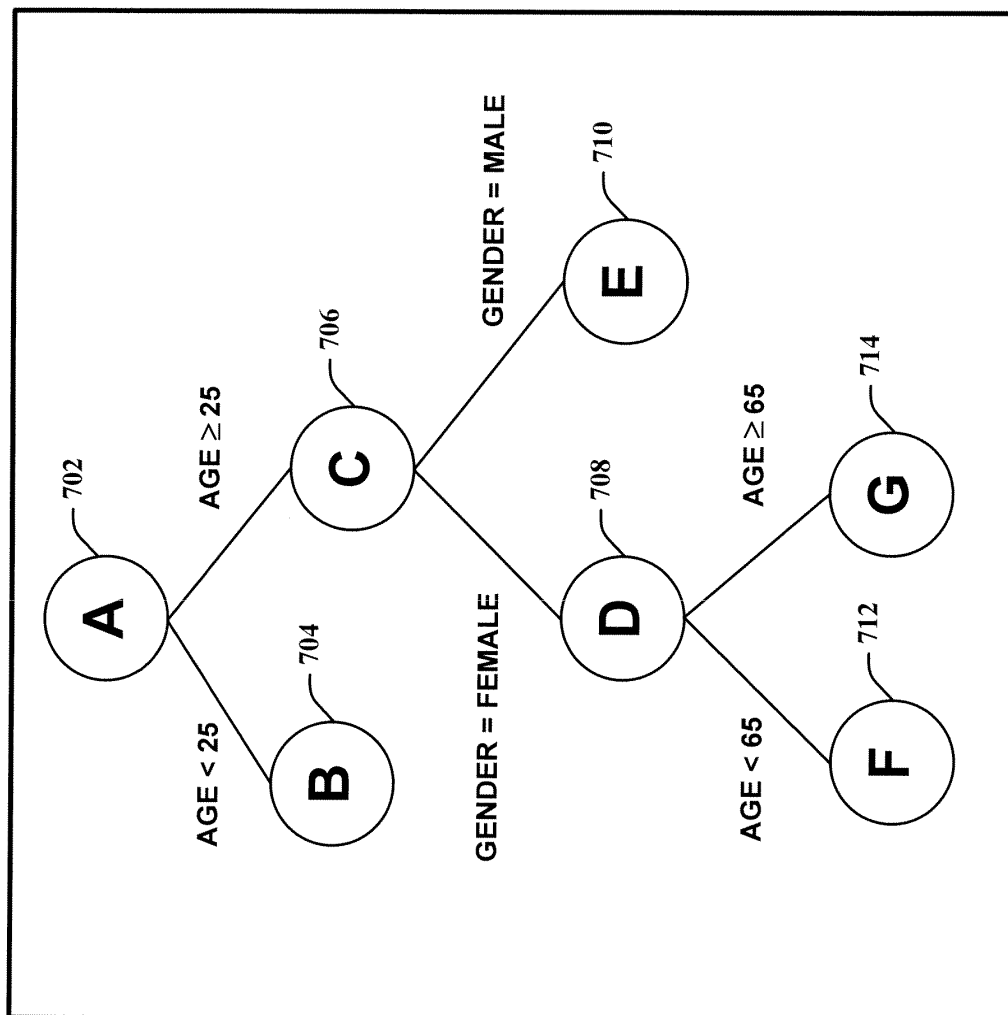 702
A
AGE < 25
AGE ≥ 25
704
B
706
C
GENDER = FEMALE
GENDER = MALE
708
D
710
E
AGE < 65
AGE ≥ 65
712
F
714
G